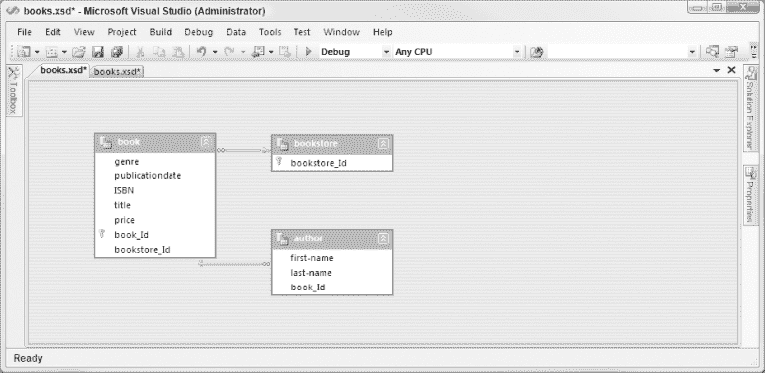 books.xsd* - Microsoft Visual Studio (Administrator)
File Edit View Project Build Debug Data Tools Test Window Help
Debug Any CPU
books.xsd* books.xsd*
Toolbox
Solution Explorer
Properties
book
genre
publicationdate
ISBN
title
price
book_Id
bookstore_Id
bookstore
bookstore_Id
author
first-name
last-name
book_Id
Ready